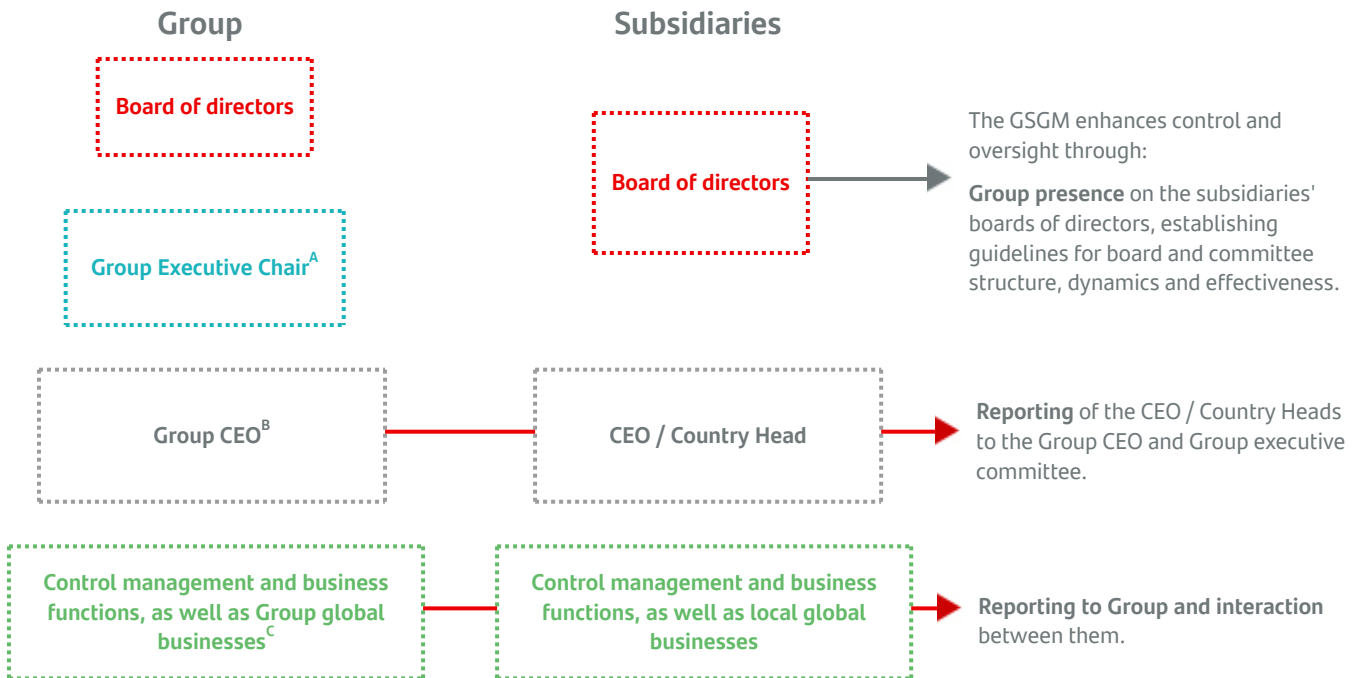 Group
Subsidiaries
Board of directors
Board of directors
The GSGM enhances control and
oversight through:
Group presence on the subsidiaries'
boards of directors, establishing
guidelines for board and committee
structure, dynamics and effectiveness.
Group Executive Chair^A
Group CEO^B
CEO / Country Head
Reporting of the CEO / Country Heads
to the Group CEO and Group executive
committee.
Control management and business
functions, as well as Group global
businesses^C
Control management and business
functions, as well as local global
businesses
Reporting to Group and interaction
between them.